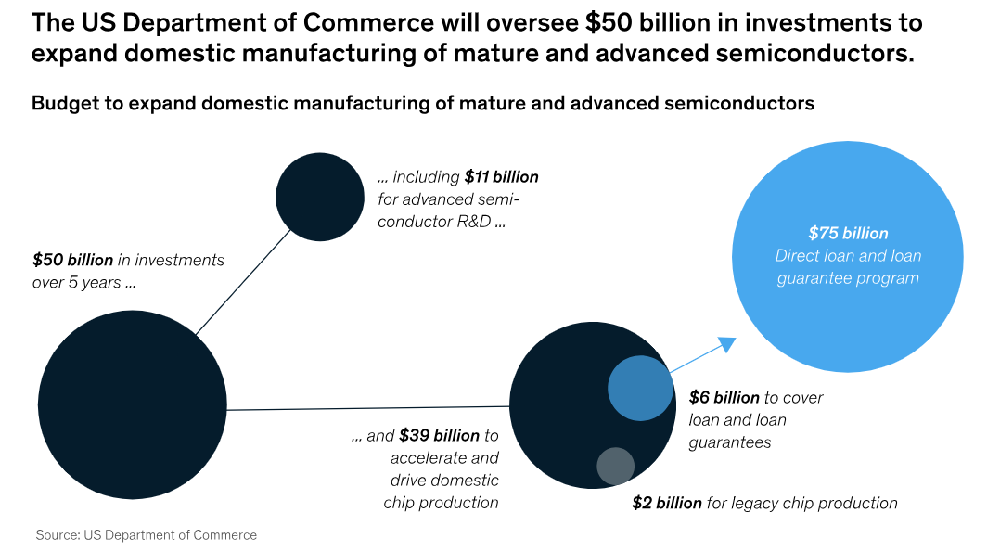 The US Department of Commerce will oversee $50 billion in investments to
expand domestic manufacturing of mature and advanced semiconductors.
Budget to expand domestic manufacturing of mature and advanced semiconductors
$50 billion in investments
over 5 years ...
... including $11 billion
for advanced semi-
conductor R&D ...
... and $39 billion to
accelerate and
drive domestic
chip production
$75 billion
Direct loan and loan
guarantee program
$6 billion to cover
loan and loan
guarantees
$2 billion for legacy chip production
Source: US Department of Commerce